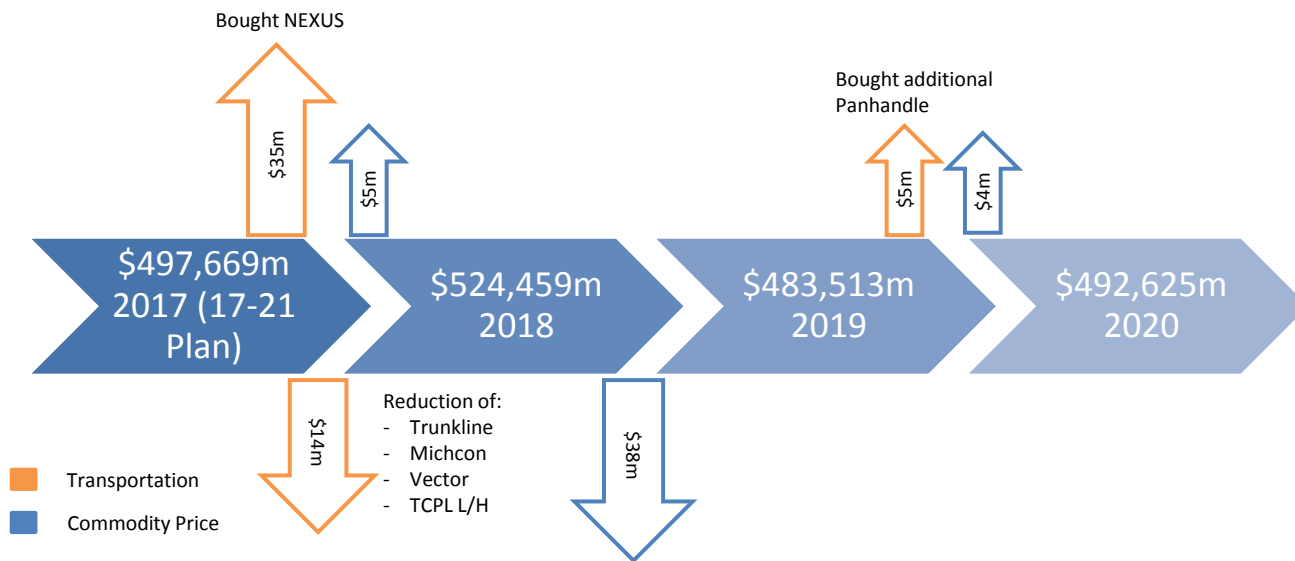 Bought NEXUS
Bought additional
Panhandle
$35m
$5m
$5m
$4m
$497,669m
2017 (17-21
Plan)
$524,459m
2018
$483,513m
2019
$492,625m
2020
$14m
Reduction of:
- Trunkline
- Michcon
- Vector
- TCPL L/H
$38m
Transportation
Commodity Price